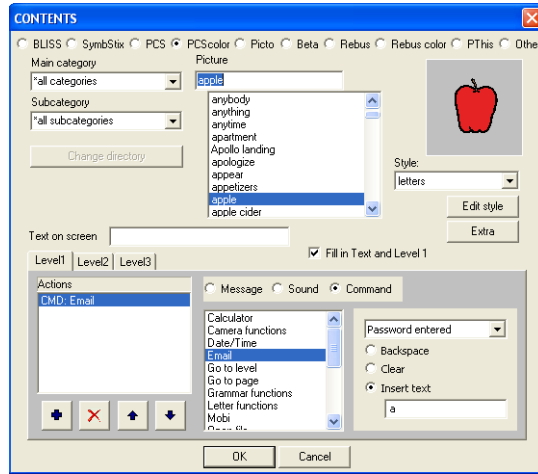 CONTENTS
BLISS SymbStix PCS PCScolor Picto Beta Rebus Rebus color PThis Othe
Main category
*all categories
Picture
apple
Subcategory
*all subcategories
Change directory
anybody
anything
anytime
apartment
Apollo landing
apologize
appear
appetizers
apple
apple cider
Style:
letters
Edit style
Extra
Text on screen
Fill in Text and Level 1
Level1 Level2 Level3
Actions
CMD: Email
Message Sound Command
Calculator
Camera functions
Date/Time
Email
Go to level
Go to page
Grammar functions
Letter functions
Mobi
Open file
Password entered
Backspace
Clear
Insert text
a
OK Cancel